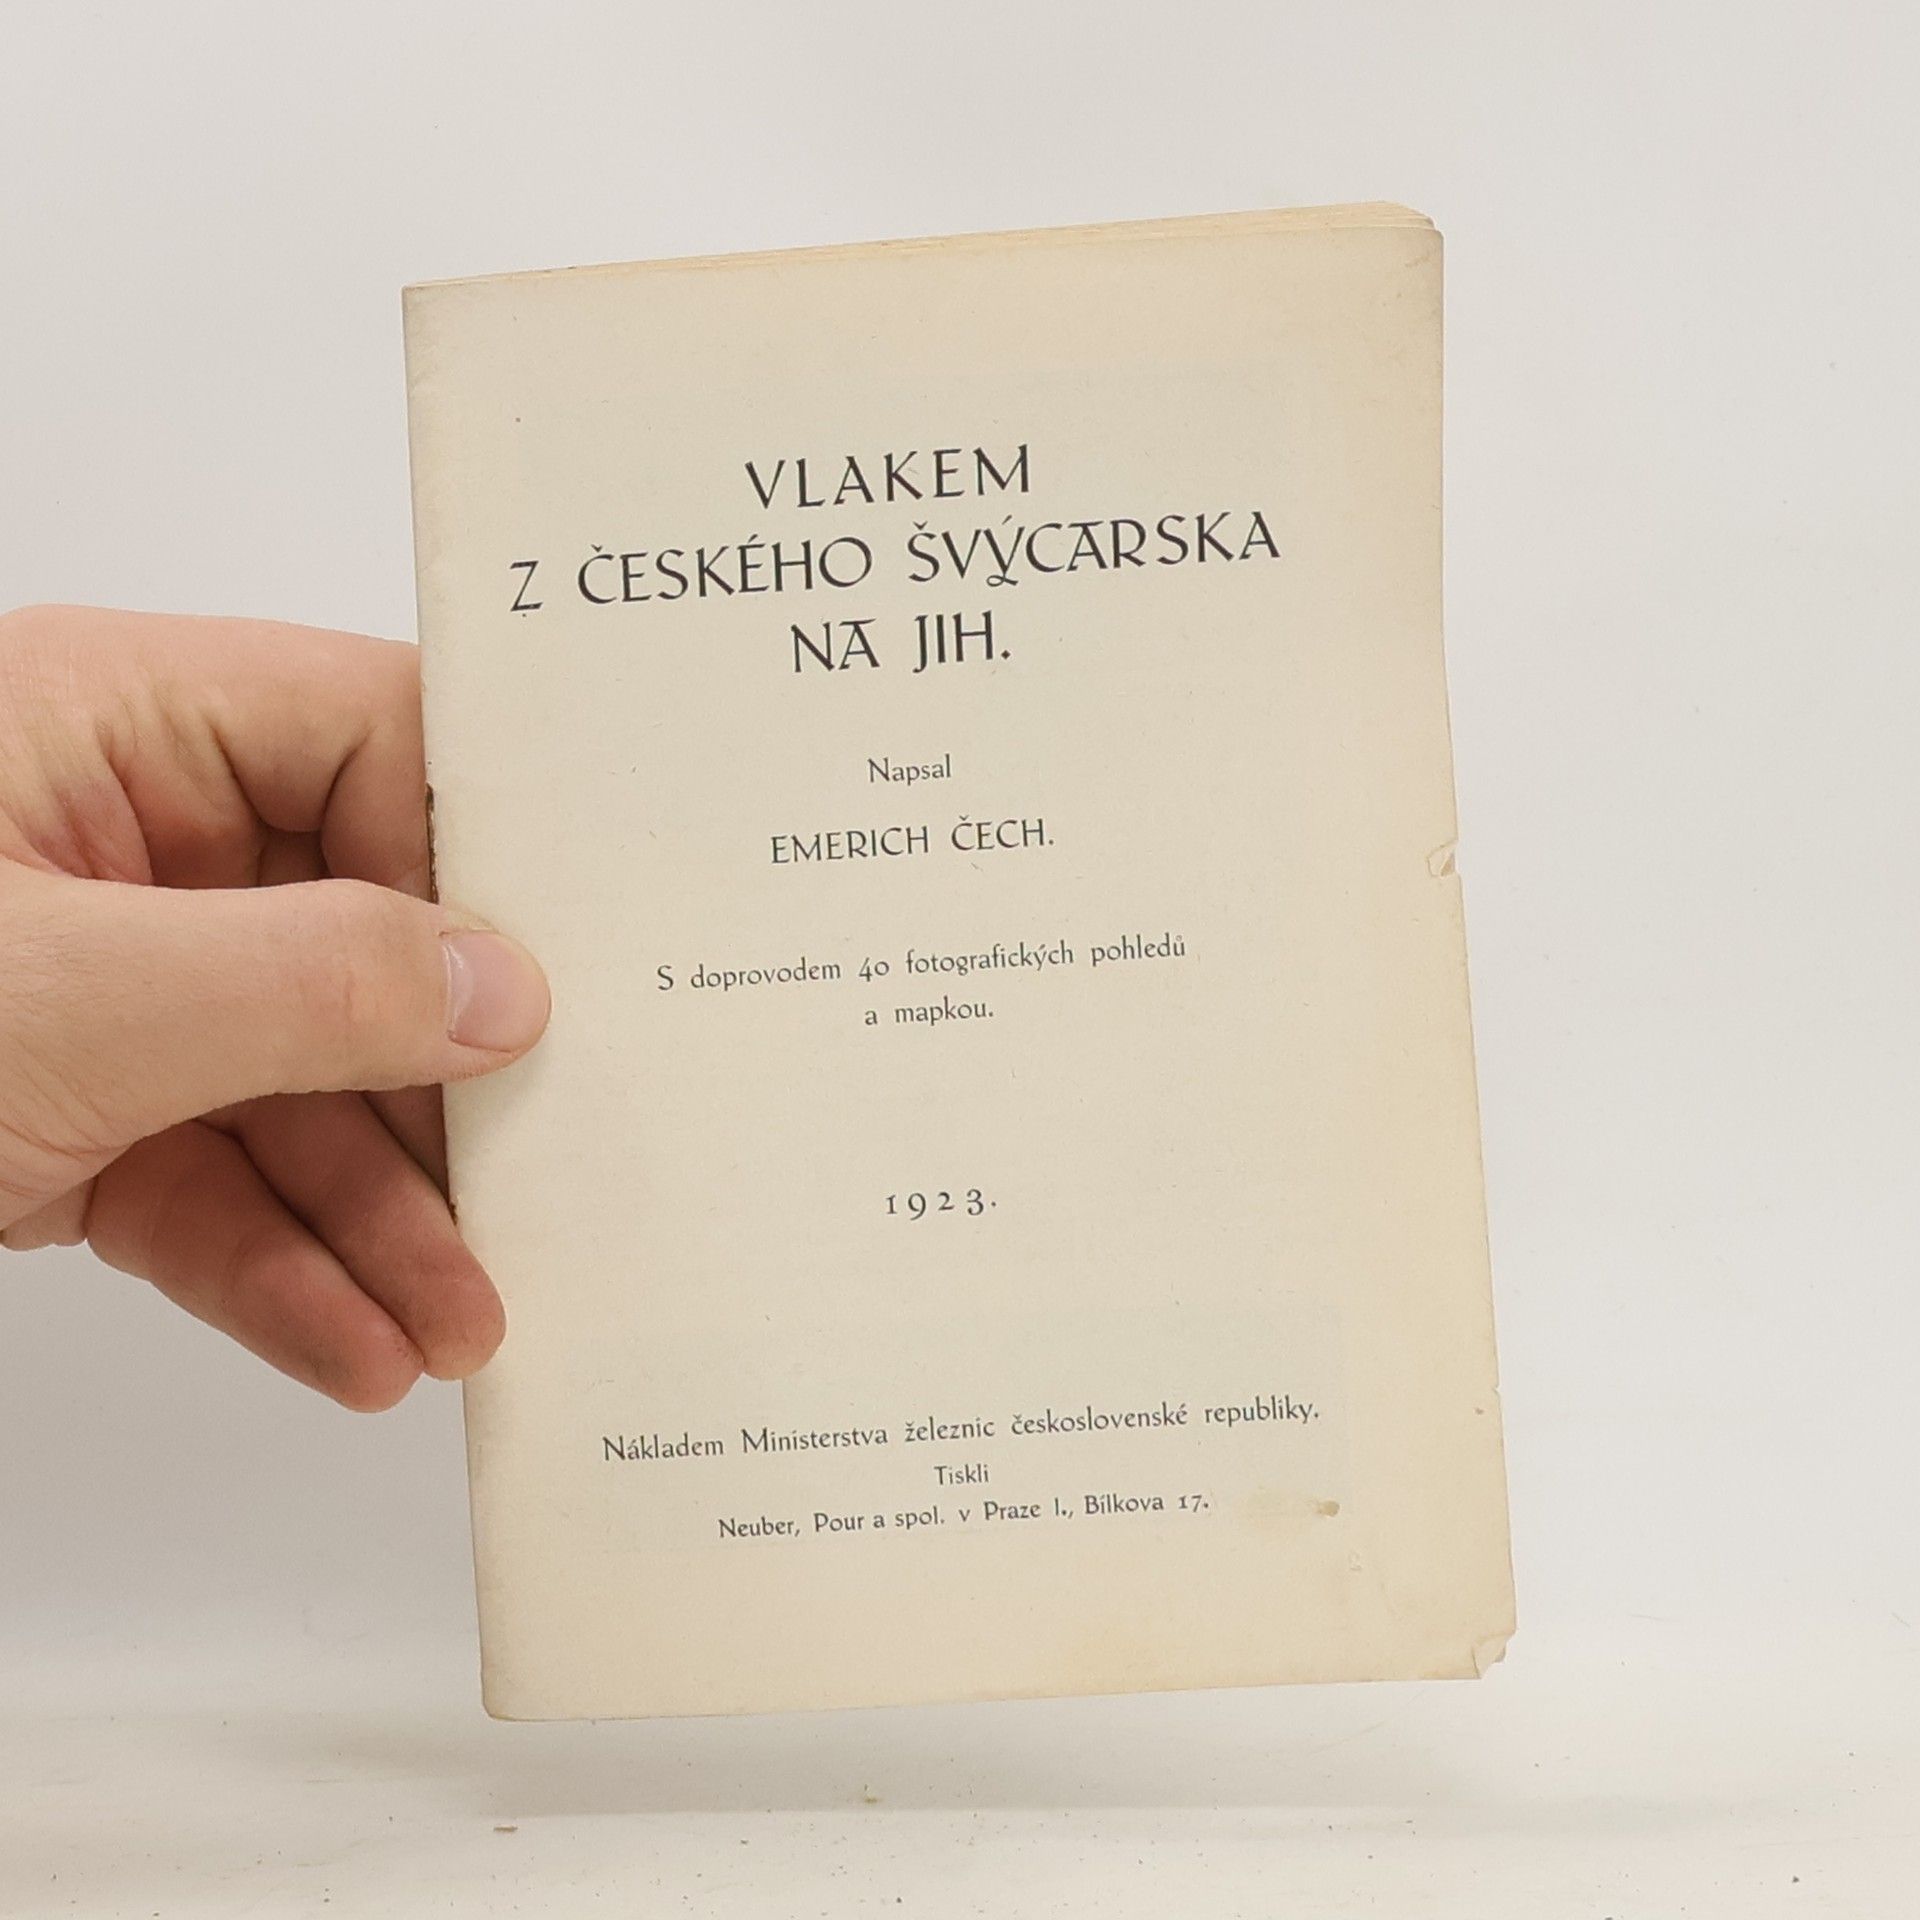 VLAKEM
Z ČESKÉHO ŠVÝCARSKA
NA JIH.
Napsal
EMERICH ČECH.
S doprovodem 40 fotografických pohledů
a mapkou.
1923.
Nákladem Ministerstva železnic československé republiky.
Tiskli
Neuber, Pour a spol. v Praze I., Bílkova 17.